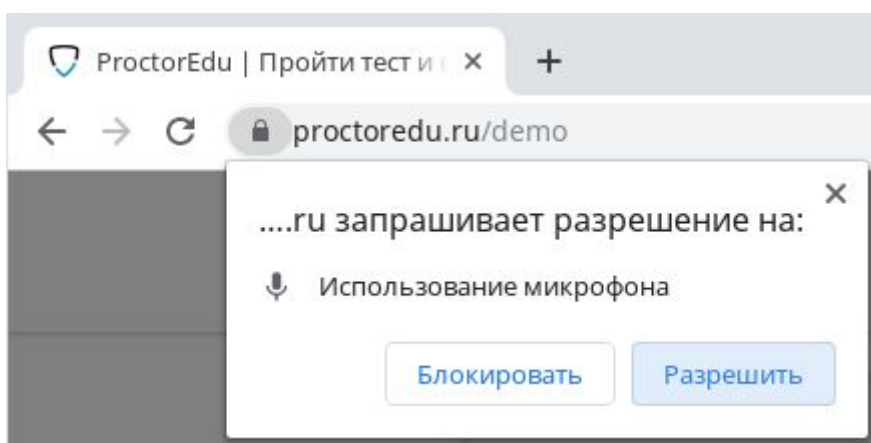 ProctorEdu | Пройти тест и
proctoredu.ru/demo
....ru запрашивает разрешение на:
Использование микрофона
Блокировать Разрешить